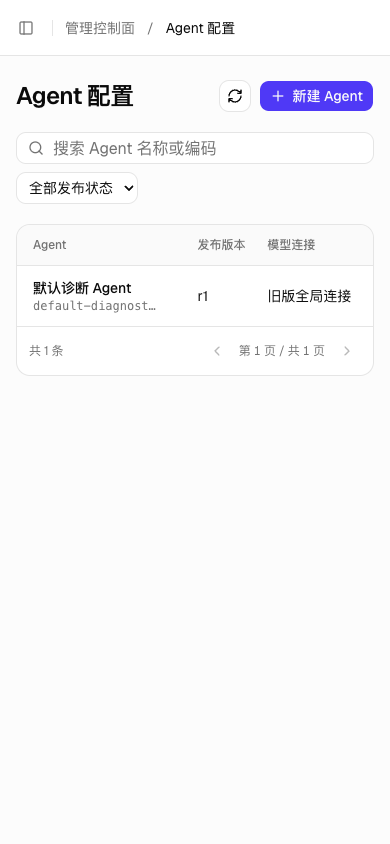 管理控制面 / Agent 配置
Agent 配置
新建 Agent
搜索 Agent 名称或编码
全部发布状态
Agent 发布版本 模型连接
默认诊断 Agent r1 旧版全局连接
default-diagnost…
共 1 条 第 1 页 / 共 1 页